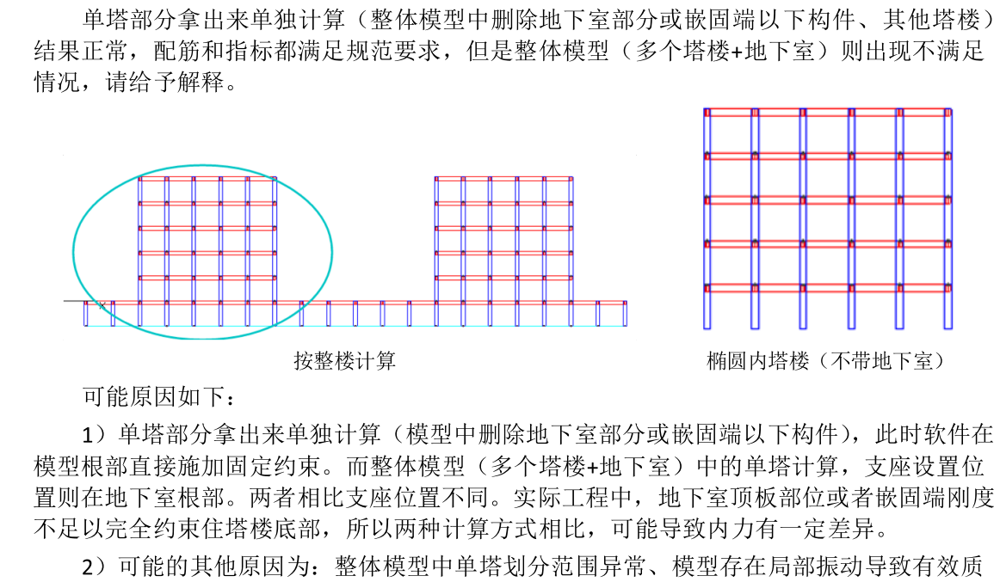 单塔部分拿出来单独计算（整体模型中删除地下室部分或嵌固端以下构件、其他塔楼）
结果正常，配筋和指标都满足规范要求，但是整体模型（多个塔楼+地下室）则出现不满足
情况，请给予解释。
按整楼计算
椭圆内塔楼（不带地下室）
可能原因如下：
1）单塔部分拿出来单独计算（模型中删除地下室部分或嵌固端以下构件），此时软件在
模型根部直接施加固定约束。而整体模型（多个塔楼+地下室）中的单塔计算，支座设置位
置则在地下室根部。两者相比支座位置不同。实际工程中，地下室顶板部位或者嵌固端刚度
不足以完全约束住塔楼底部，所以两种计算方式相比，可能导致内力有一定差异。
2）可能的其他原因为：整体模型中单塔划分范围异常、模型存在局部振动导致有效质